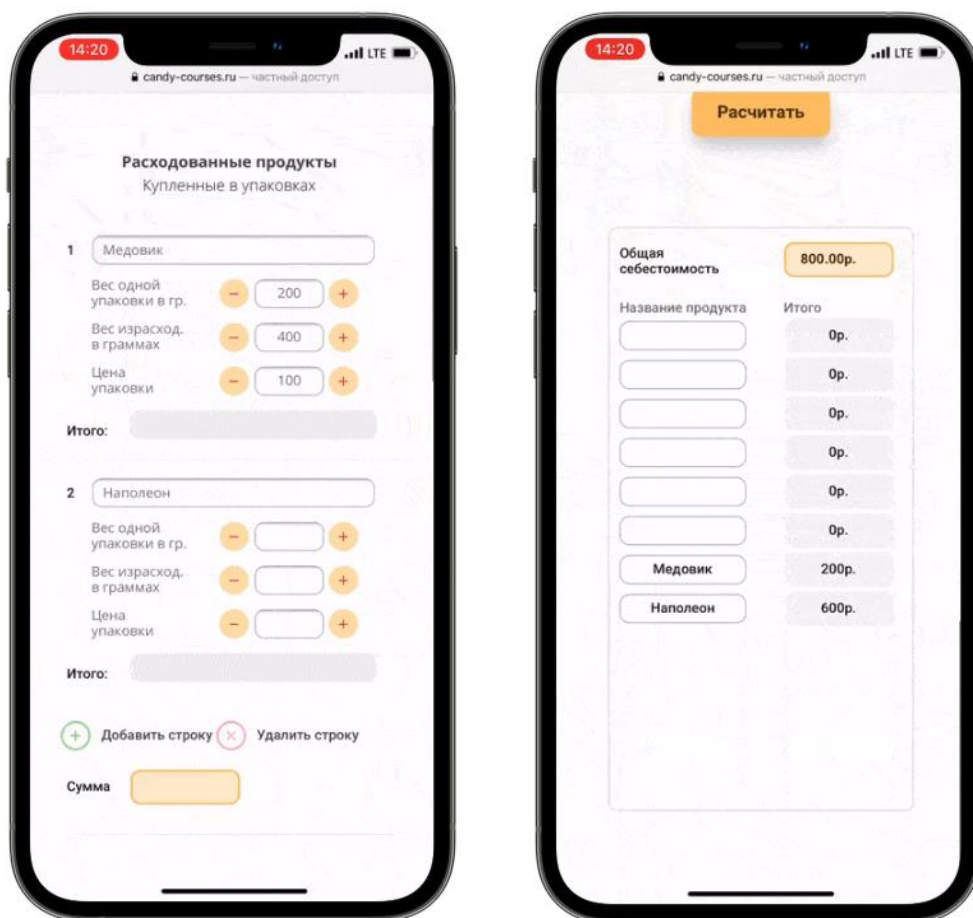 14:20
LTE
candy-courses.ru — частный доступ
Расходованные продукты
Купленные в упаковках
1
Медовик
Вес одной
упаковки в гр.
− 200 +
Вес израсход.
в граммах
− 400 +
Цена
упаковки
− 100 +
Итого:
2
Наполеон
Вес одной
упаковки в гр.
− +
Вес израсход.
в граммах
− +
Цена
упаковки
− +
Итого:
+ Добавить строку × Удалить строку
Сумма
14:20
LTE
candy-courses.ru — частный доступ
Расчитать
Общая
себестоимость
800.00р.
Название продукта Итого
0р.
0р.
0р.
0р.
0р.
0р.
Медовик 200р.
Наполеон 600р.